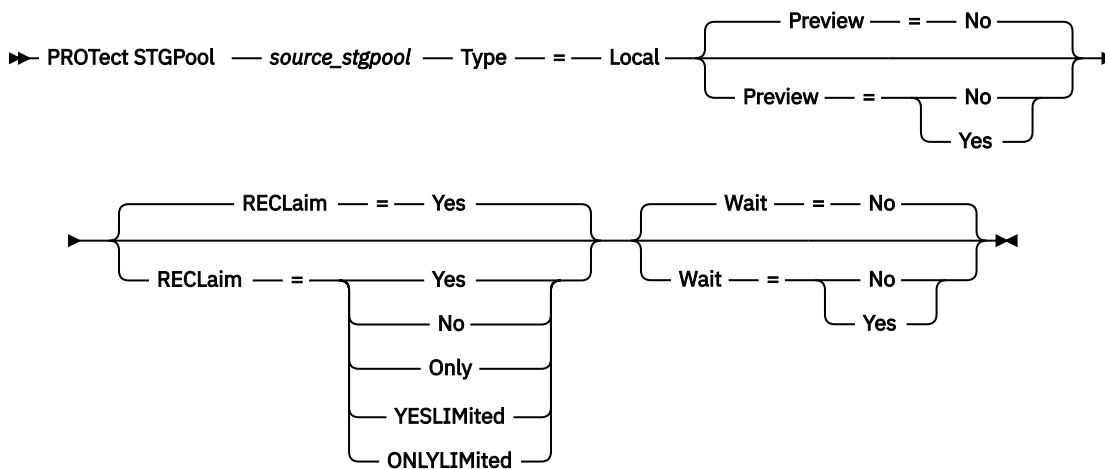 Preview = No
PROTect STGPool source_stgpool Type = Local
Preview = No
Yes
RECLaim = Yes
Wait = No
RECLaim = Yes
Wait = No
No
Yes
Only
YESLIMited
ONLYLIMited